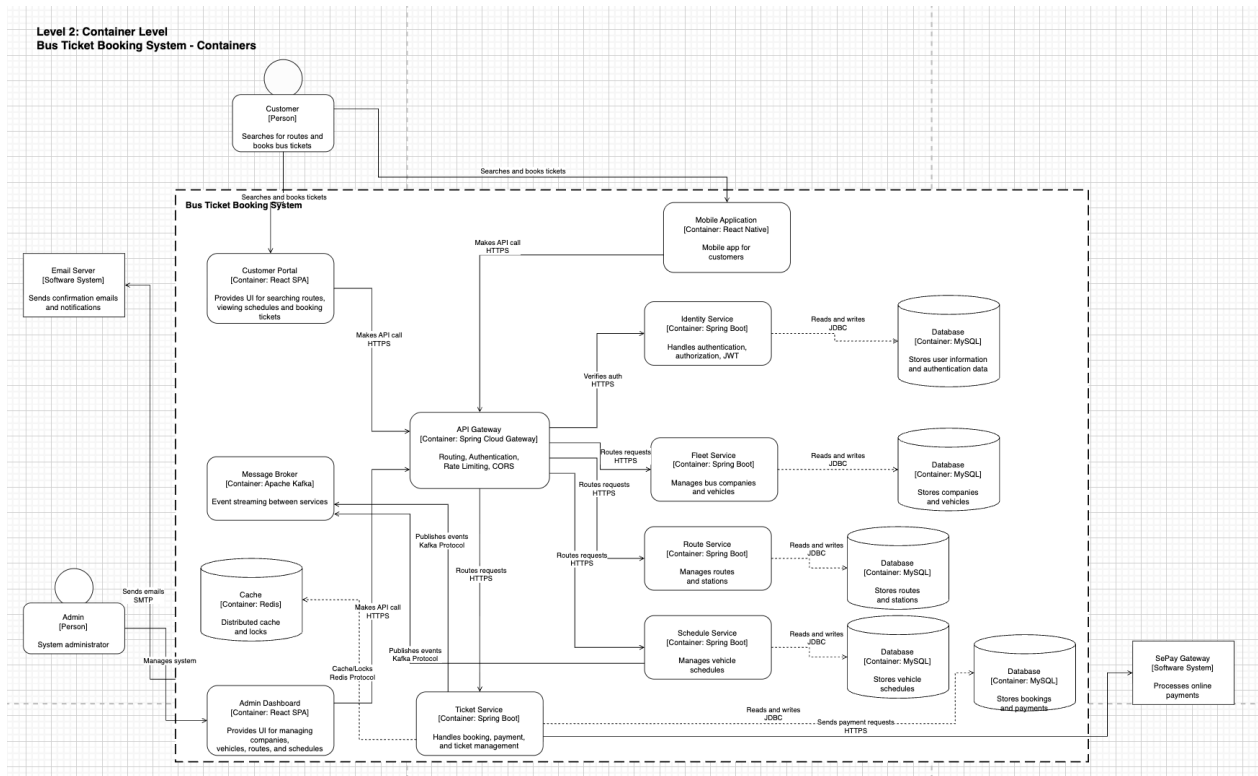 Level 2: Container Level
Bus Ticket Booking System - Containers
Customer
[Person]
Searches for routes and
books bus tickets
Searches and books tickets
Searches and books tickets
Bus Ticket Booking System
Mobile Application
[Container: React Native]
Mobile app for
customers
Makes API call
HTTPS
Email Server
[Software System]
Sends confirmation emails
and notifications
Customer Portal
[Container: React SPA]
Provides UI for searching routes,
viewing schedules and booking
tickets
Makes API call
HTTPS
Identity Service
[Container: Spring Boot]
Handles authentication,
authorization, JWT
Reads and writes
JDBC
Database
[Container: MySQL]
Stores user information
and authentication data
Verifies auth
HTTPS
API Gateway
[Container: Spring Cloud Gateway]
Routing, Authentication,
Rate Limiting, CORS
Routes requests
HTTPS
Fleet Service
[Container: Spring Boot]
Manages bus companies
and vehicles
Reads and writes
JDBC
Database
[Container: MySQL]
Stores companies
and vehicles
Message Broker
[Container: Apache Kafka]
Event streaming between services
Routes requests
HTTPS
Publishes events
Kafka Protocol
Routes requests
HTTPS
Routes requests
HTTPS
Route Service
[Container: Spring Boot]
Manages routes
and stations
Reads and writes
JDBC
Database
[Container: MySQL]
Stores routes
and stations
Cache
[Container: Redis]
Distributed cache
and locks
Makes API call
HTTPS
Sends emails
SMTP
Admin
[Person]
System administrator
Manages system
Publishes events
Kafka Protocol
Cache/Locks
Redis Protocol
Schedule Service
[Container: Spring Boot]
Manages vehicle
schedules
Reads and writes
JDBC
Database
[Container: MySQL]
Stores vehicle
schedules
Database
[Container: MySQL]
Stores bookings
and payments
SePay Gateway
[Software System]
Processes online
payments
Admin Dashboard
[Container: React SPA]
Provides UI for managing
companies,
vehicles, routes, and schedules
Ticket Service
[Container: Spring Boot]
Handles booking, payment,
and ticket management
Reads and writes
JDBC
Sends payment requests
HTTPS